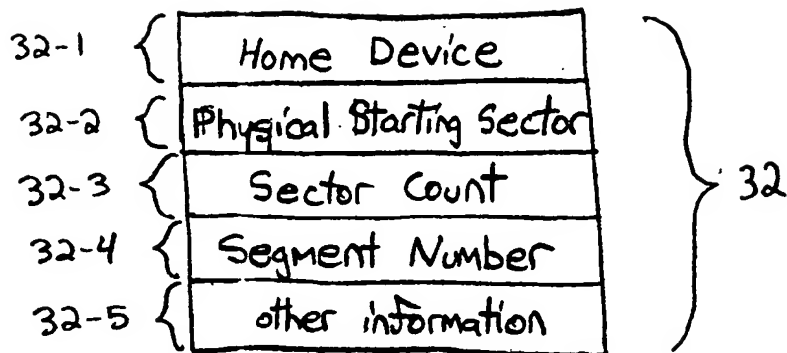 32-1 Home Device
32-2 Physical Starting Sector
32-3 Sector Count 32
32-4 Segment Number
32-5 other information